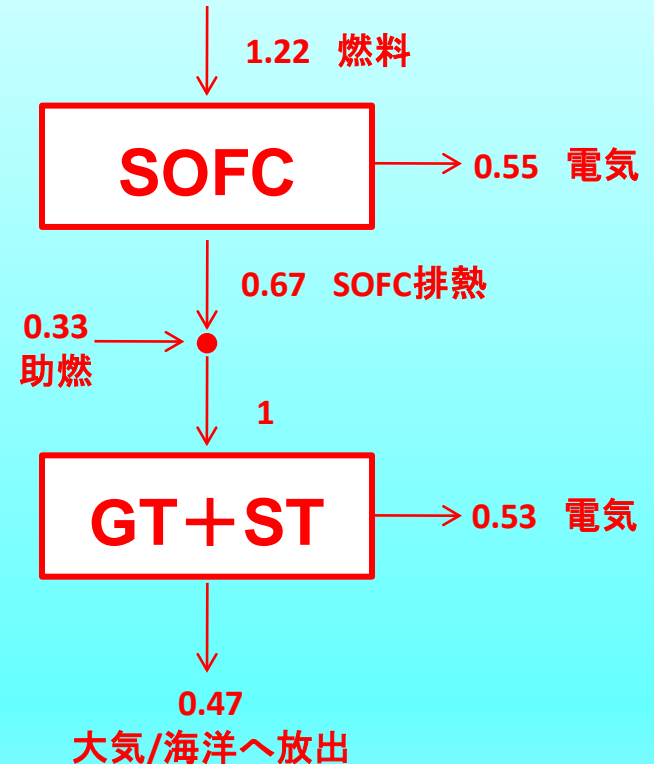 1.22 燃料
SOFC
0.55 電気
0.67 SOFC排熱
0.33
助燃
1
GT＋ST
0.53 電気
0.47
大気/海洋へ放出